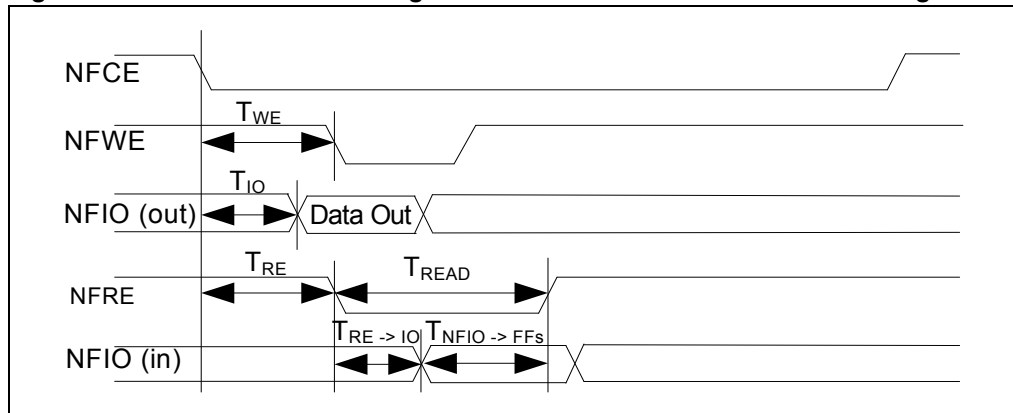 NFCE
T_WE
NFWE
T_IO
NFIO (out) Data Out
T_RE T_READ
NFRE
T_RE -> IO T_NFIO -> FFs
NFIO (in)